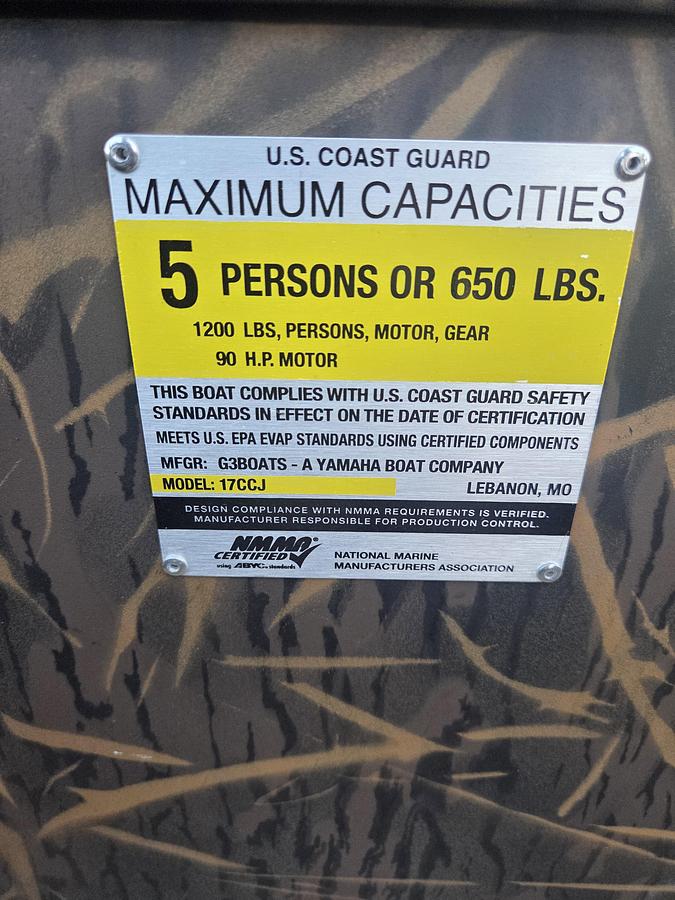 U.S. COAST GUARD
MAXIMUM CAPACITIES
5 PERSONS OR 650 LBS.
1200 LBS, PERSONS, MOTOR, GEAR
90 H.P. MOTOR
THIS BOAT COMPLIES WITH U.S. COAST GUARD SAFETY
STANDARDS IN EFFECT ON THE DATE OF CERTIFICATION
MEETS U.S. EPA EVAP STANDARDS USING CERTIFIED COMPONENTS
MFGR: G3BOATS - A YAMAHA BOAT COMPANY
MODEL: 17CCJ LEBANON, MO
DESIGN COMPLIANCE WITH NMMA REQUIREMENTS IS VERIFIED.
MANUFACTURER RESPONSIBLE FOR PRODUCTION CONTROL.
NMMA®
CERTIFIED
using ABYC. standards
NATIONAL MARINE
MANUFACTURERS ASSOCIATION